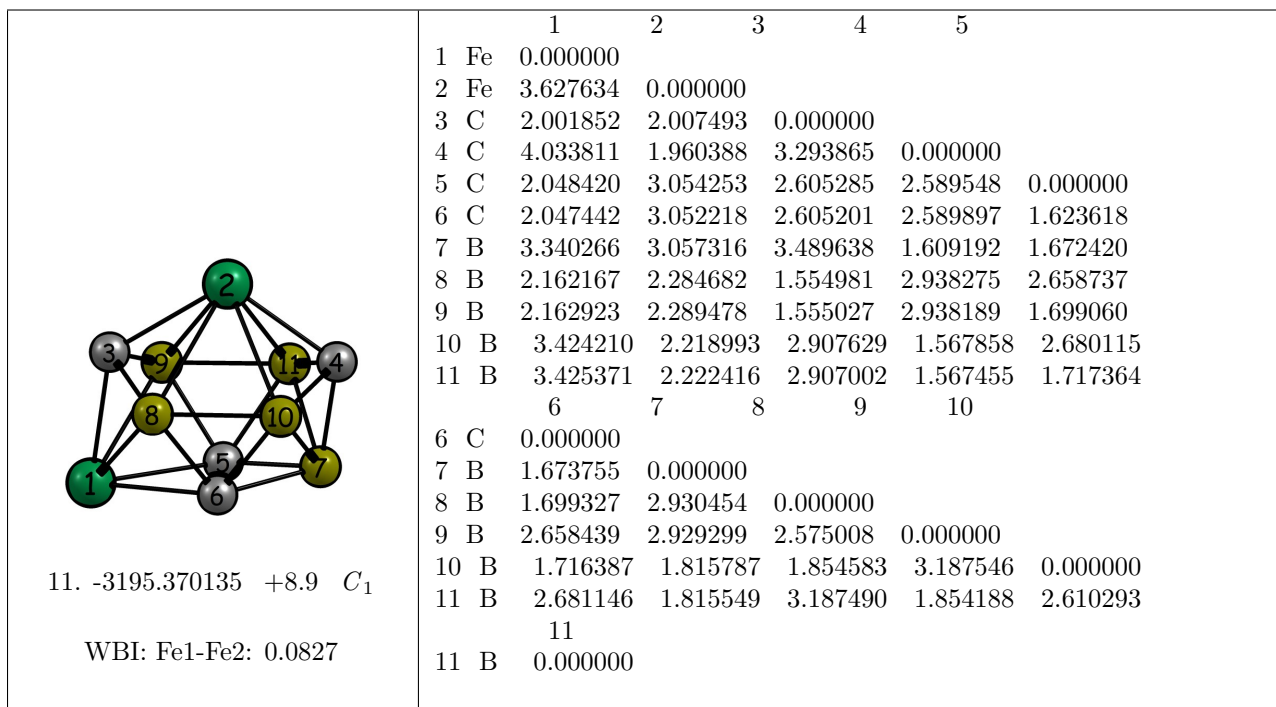 2
3
9
11
4
8
10
5
7
1
6
11. -3195.370135 +8.9 C₁
WBI: Fe1-Fe2: 0.0827
1 2 3 4 5
1 Fe 0.000000
2 Fe 3.627634 0.000000
3 C 2.001852 2.007493 0.000000
4 C 4.033811 1.960388 3.293865 0.000000
5 C 2.048420 3.054253 2.605285 2.589548 0.000000
6 C 2.047442 3.052218 2.605201 2.589897 1.623618
7 B 3.340266 3.057316 3.489638 1.609192 1.672420
8 B 2.162167 2.284682 1.554981 2.938275 2.658737
9 B 2.162923 2.289478 1.555027 2.938189 1.699060
10 B 3.424210 2.218993 2.907629 1.567858 2.680115
11 B 3.425371 2.222416 2.907002 1.567455 1.717364
6 7 8 9 10
6 C 0.000000
7 B 1.673755 0.000000
8 B 1.699327 2.930454 0.000000
9 B 2.658439 2.929299 2.575008 0.000000
10 B 1.716387 1.815787 1.854583 3.187546 0.000000
11 B 2.681146 1.815549 3.187490 1.854188 2.610293
11
11 B 0.000000